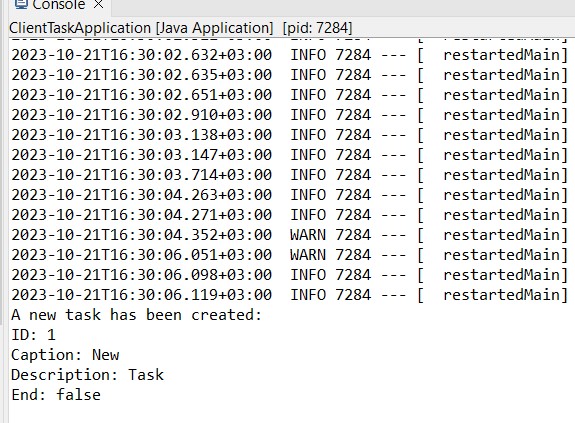 Console
ClientTaskApplication [Java Application] [pid: 7284]
2023-10-21T16:30:02.632+03:00 INFO 7284 --- [ restartedMain]
2023-10-21T16:30:02.635+03:00 INFO 7284 --- [ restartedMain]
2023-10-21T16:30:02.651+03:00 INFO 7284 --- [ restartedMain]
2023-10-21T16:30:02.910+03:00 INFO 7284 --- [ restartedMain]
2023-10-21T16:30:03.138+03:00 INFO 7284 --- [ restartedMain]
2023-10-21T16:30:03.147+03:00 INFO 7284 --- [ restartedMain]
2023-10-21T16:30:03.714+03:00 INFO 7284 --- [ restartedMain]
2023-10-21T16:30:04.263+03:00 INFO 7284 --- [ restartedMain]
2023-10-21T16:30:04.271+03:00 INFO 7284 --- [ restartedMain]
2023-10-21T16:30:04.352+03:00 WARN 7284 --- [ restartedMain]
2023-10-21T16:30:06.051+03:00 WARN 7284 --- [ restartedMain]
2023-10-21T16:30:06.098+03:00 INFO 7284 --- [ restartedMain]
2023-10-21T16:30:06.119+03:00 INFO 7284 --- [ restartedMain]
A new task has been created:
ID: 1
Caption: New
Description: Task
End: false